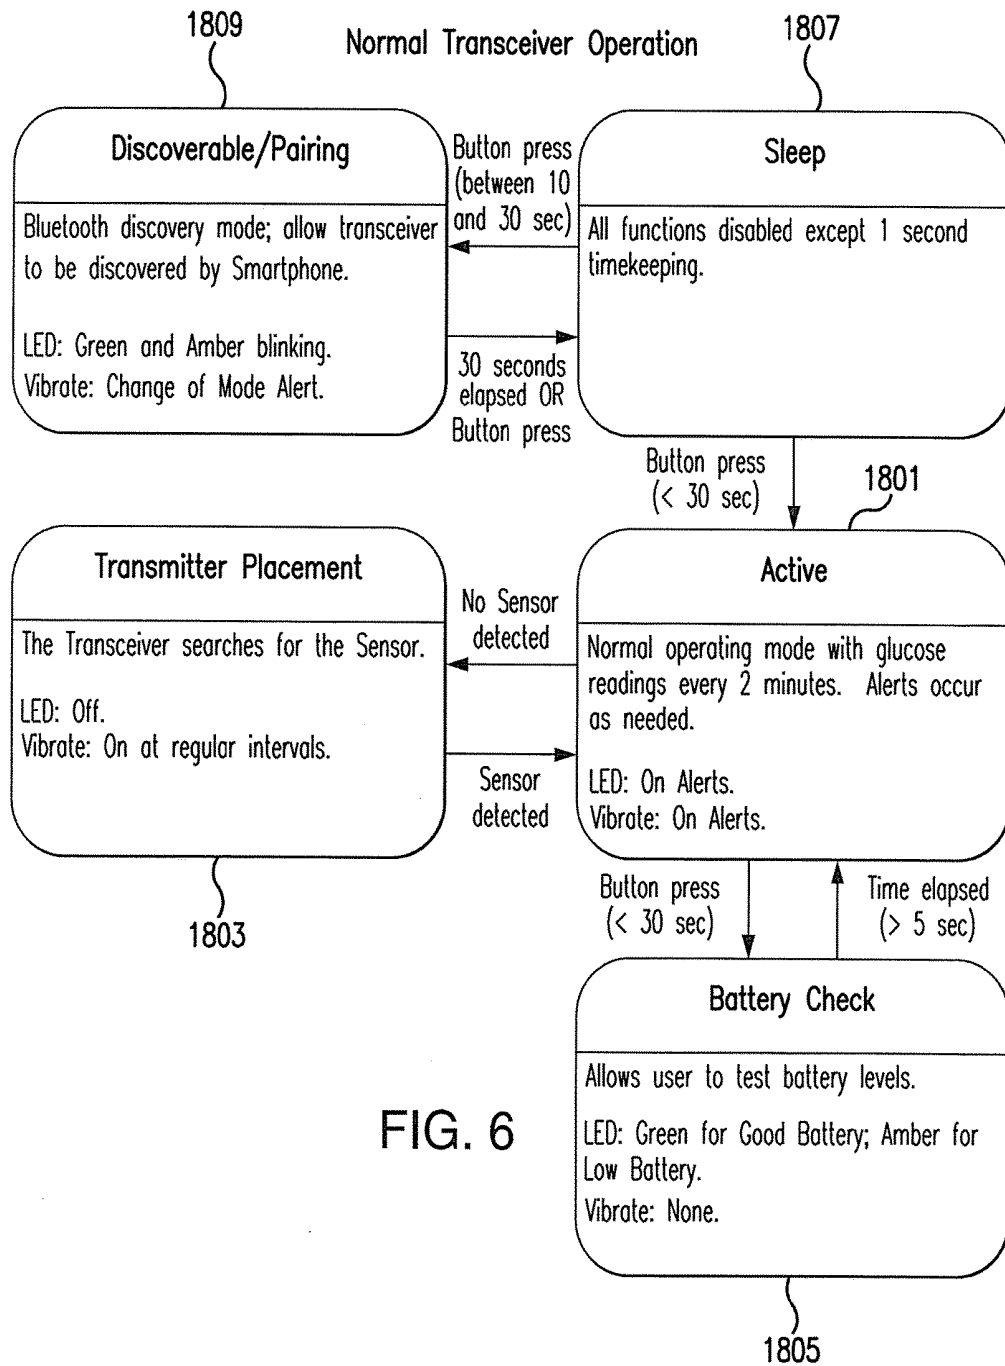 1809
Normal Transceiver Operation
1807
Discoverable/Pairing
Bluetooth discovery mode; allow transceiver
to be discovered by Smartphone.
LED: Green and Amber blinking.
Vibrate: Change of Mode Alert.
Button press
(between 10
and 30 sec)
30 seconds
elapsed OR
Button press
Sleep
All functions disabled except 1 second
timekeeping.
Button press
(< 30 sec)
1801
Transmitter Placement
The Transceiver searches for the Sensor.
LED: Off.
Vibrate: On at regular intervals.
1803
No Sensor
detected
Sensor
detected
Active
Normal operating mode with glucose
readings every 2 minutes. Alerts occur
as needed.
LED: On Alerts.
Vibrate: On Alerts.
Button press
(< 30 sec)
Time elapsed
(> 5 sec)
Battery Check
Allows user to test battery levels.
LED: Green for Good Battery; Amber for
Low Battery.
Vibrate: None.
1805
FIG. 6